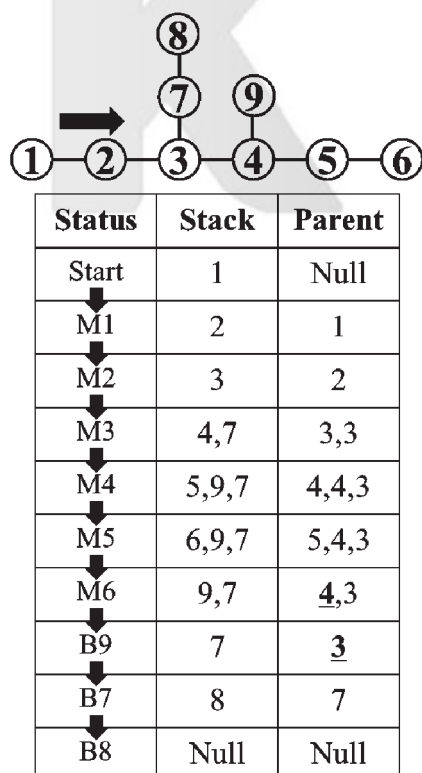 8
7 9
1 2 3 4 5 6
Status Stack Parent
Start 1 Null
M1 2 1
M2 3 2
M3 4,7 3,3
M4 5,9,7 4,4,3
M5 6,9,7 5,4,3
M6 9,7 4,3
B9 7 3
B7 8 7
B8 Null Null